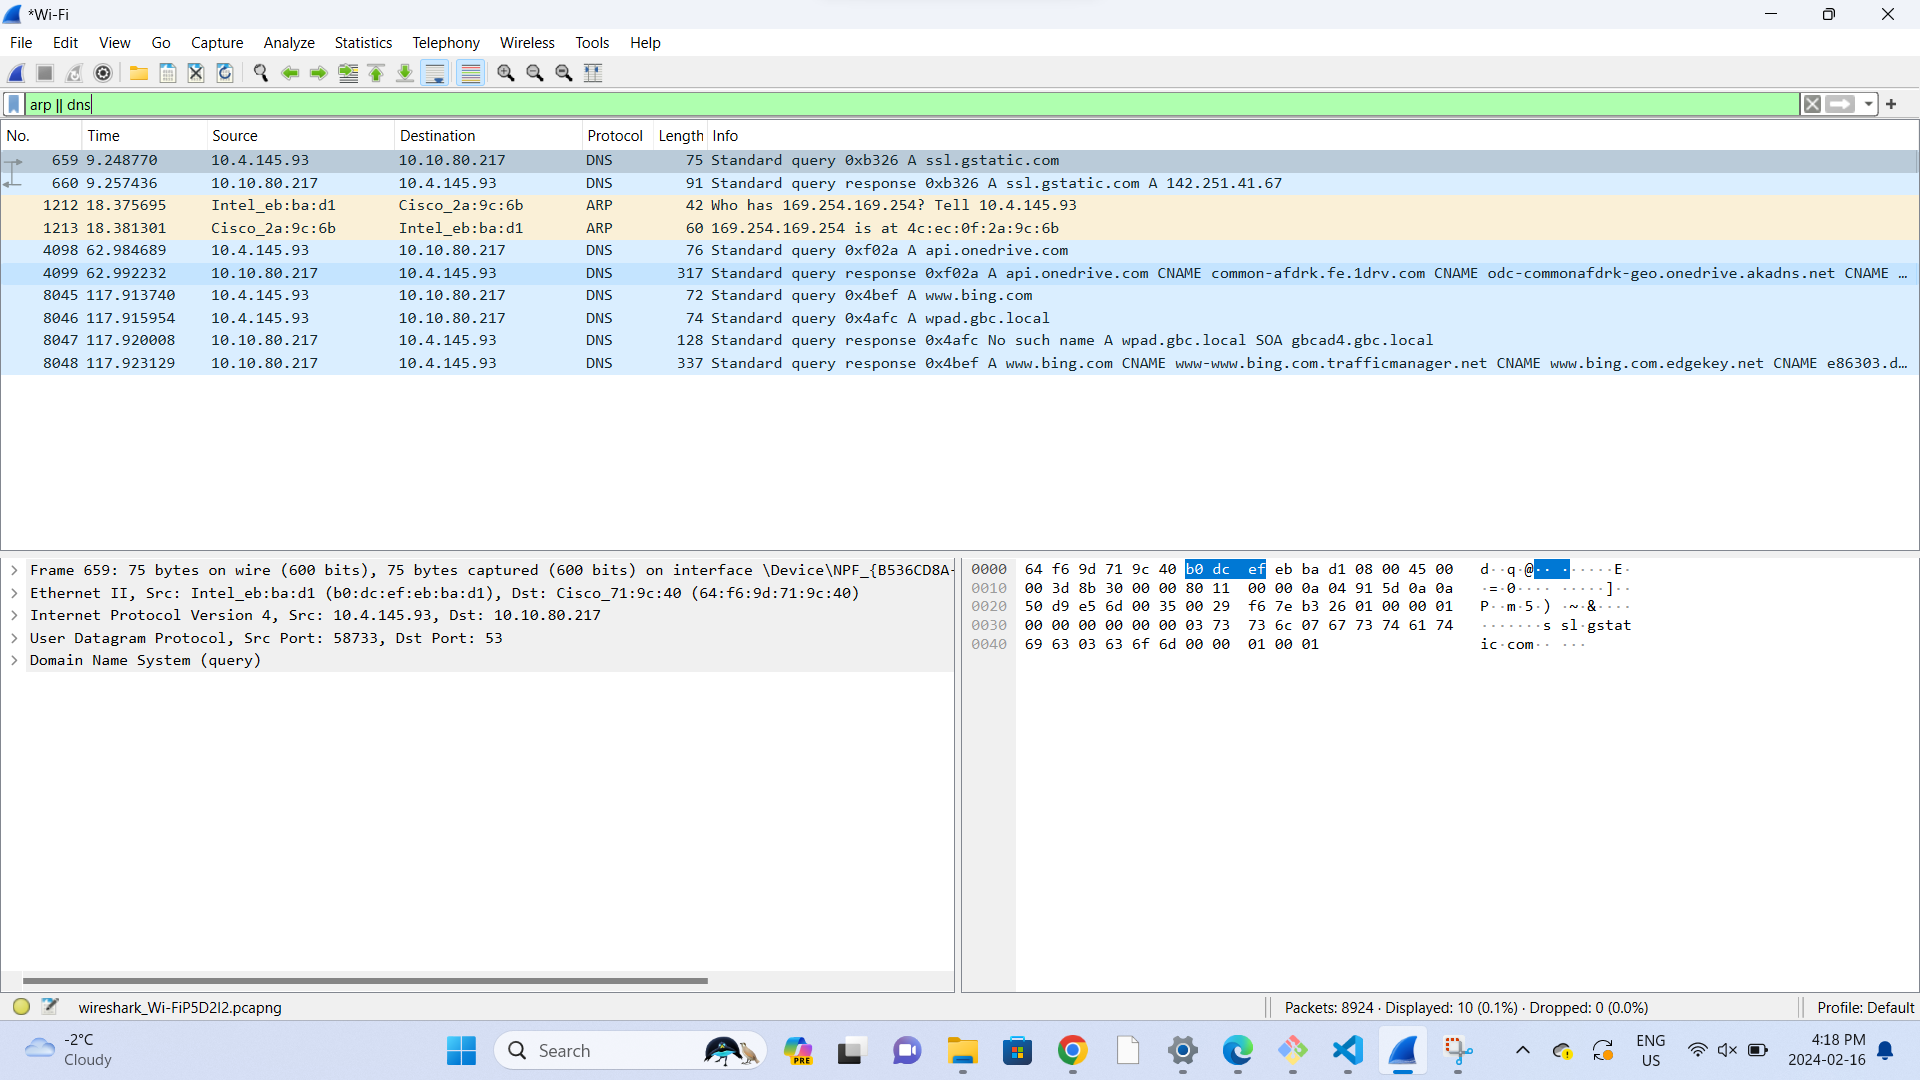 *Wi-Fi
File Edit View Go Capture Analyze Statistics Telephony Wireless Tools Help
arp || dns
No. Time Source Destination Protocol Length Info
659 9.248770 10.4.145.93 10.10.80.217 DNS 75 Standard query 0xb326 A ssl.gstatic.com
660 9.257436 10.10.80.217 10.4.145.93 DNS 91 Standard query response 0xb326 A ssl.gstatic.com A 142.251.41.67
1212 18.375695 Intel_eb:ba:d1 Cisco_2a:9c:6b ARP 42 Who has 169.254.169.254? Tell 10.4.145.93
1213 18.381301 Cisco_2a:9c:6b Intel_eb:ba:d1 ARP 60 169.254.169.254 is at 4c:ec:0f:2a:9c:6b
4098 62.984689 10.4.145.93 10.10.80.217 DNS 76 Standard query 0xf02a A api.onedrive.com
4099 62.992232 10.10.80.217 10.4.145.93 DNS 317 Standard query response 0xf02a A api.onedrive.com CNAME common-afdrk.fe.1drv.com CNAME odc-commonafdrk-geo.onedrive.akadns.net CNAME …
8045 117.913740 10.4.145.93 10.10.80.217 DNS 72 Standard query 0x4bef A www.bing.com
8046 117.915954 10.4.145.93 10.10.80.217 DNS 74 Standard query 0x4afc A wpad.gbc.local
8047 117.920008 10.10.80.217 10.4.145.93 DNS 128 Standard query response 0x4afc No such name A wpad.gbc.local SOA gbcad4.gbc.local
8048 117.923129 10.10.80.217 10.4.145.93 DNS 337 Standard query response 0x4bef A www.bing.com CNAME www-www.bing.com.trafficmanager.net CNAME www.bing.com.edgekey.net CNAME e86303.d…
Frame 659: 75 bytes on wire (600 bits), 75 bytes captured (600 bits) on interface \Device\NPF_{B536CD8A-
Ethernet II, Src: Intel_eb:ba:d1 (b0:dc:ef:eb:ba:d1), Dst: Cisco_71:9c:40 (64:f6:9d:71:9c:40)
Internet Protocol Version 4, Src: 10.4.145.93, Dst: 10.10.80.217
User Datagram Protocol, Src Port: 58733, Dst Port: 53
Domain Name System (query)
0000 64 f6 9d 71 9c 40 b0 dc ef eb ba d1 08 00 45 00 d··q·@·· ······E·
0010 00 3d 8b 30 00 00 80 11 00 00 0a 04 91 5d 0a 0a ·=·0···· ·····]··
0020 50 d9 e5 6d 00 35 00 29 f6 7e b3 26 01 00 00 01 P··m·5·) ·~·&····
0030 00 00 00 00 00 00 03 73 73 6c 07 67 73 74 61 74 ·······s sl·gstat
0040 69 63 03 63 6f 6d 00 00 01 00 01 ic·com·· ···
wireshark_Wi-FiP5D2I2.pcapng
Packets: 8924 · Displayed: 10 (0.1%) · Dropped: 0 (0.0%)
Profile: Default
-2°C
Cloudy
Search
PRE
ENG
US
4:18 PM
2024-02-16